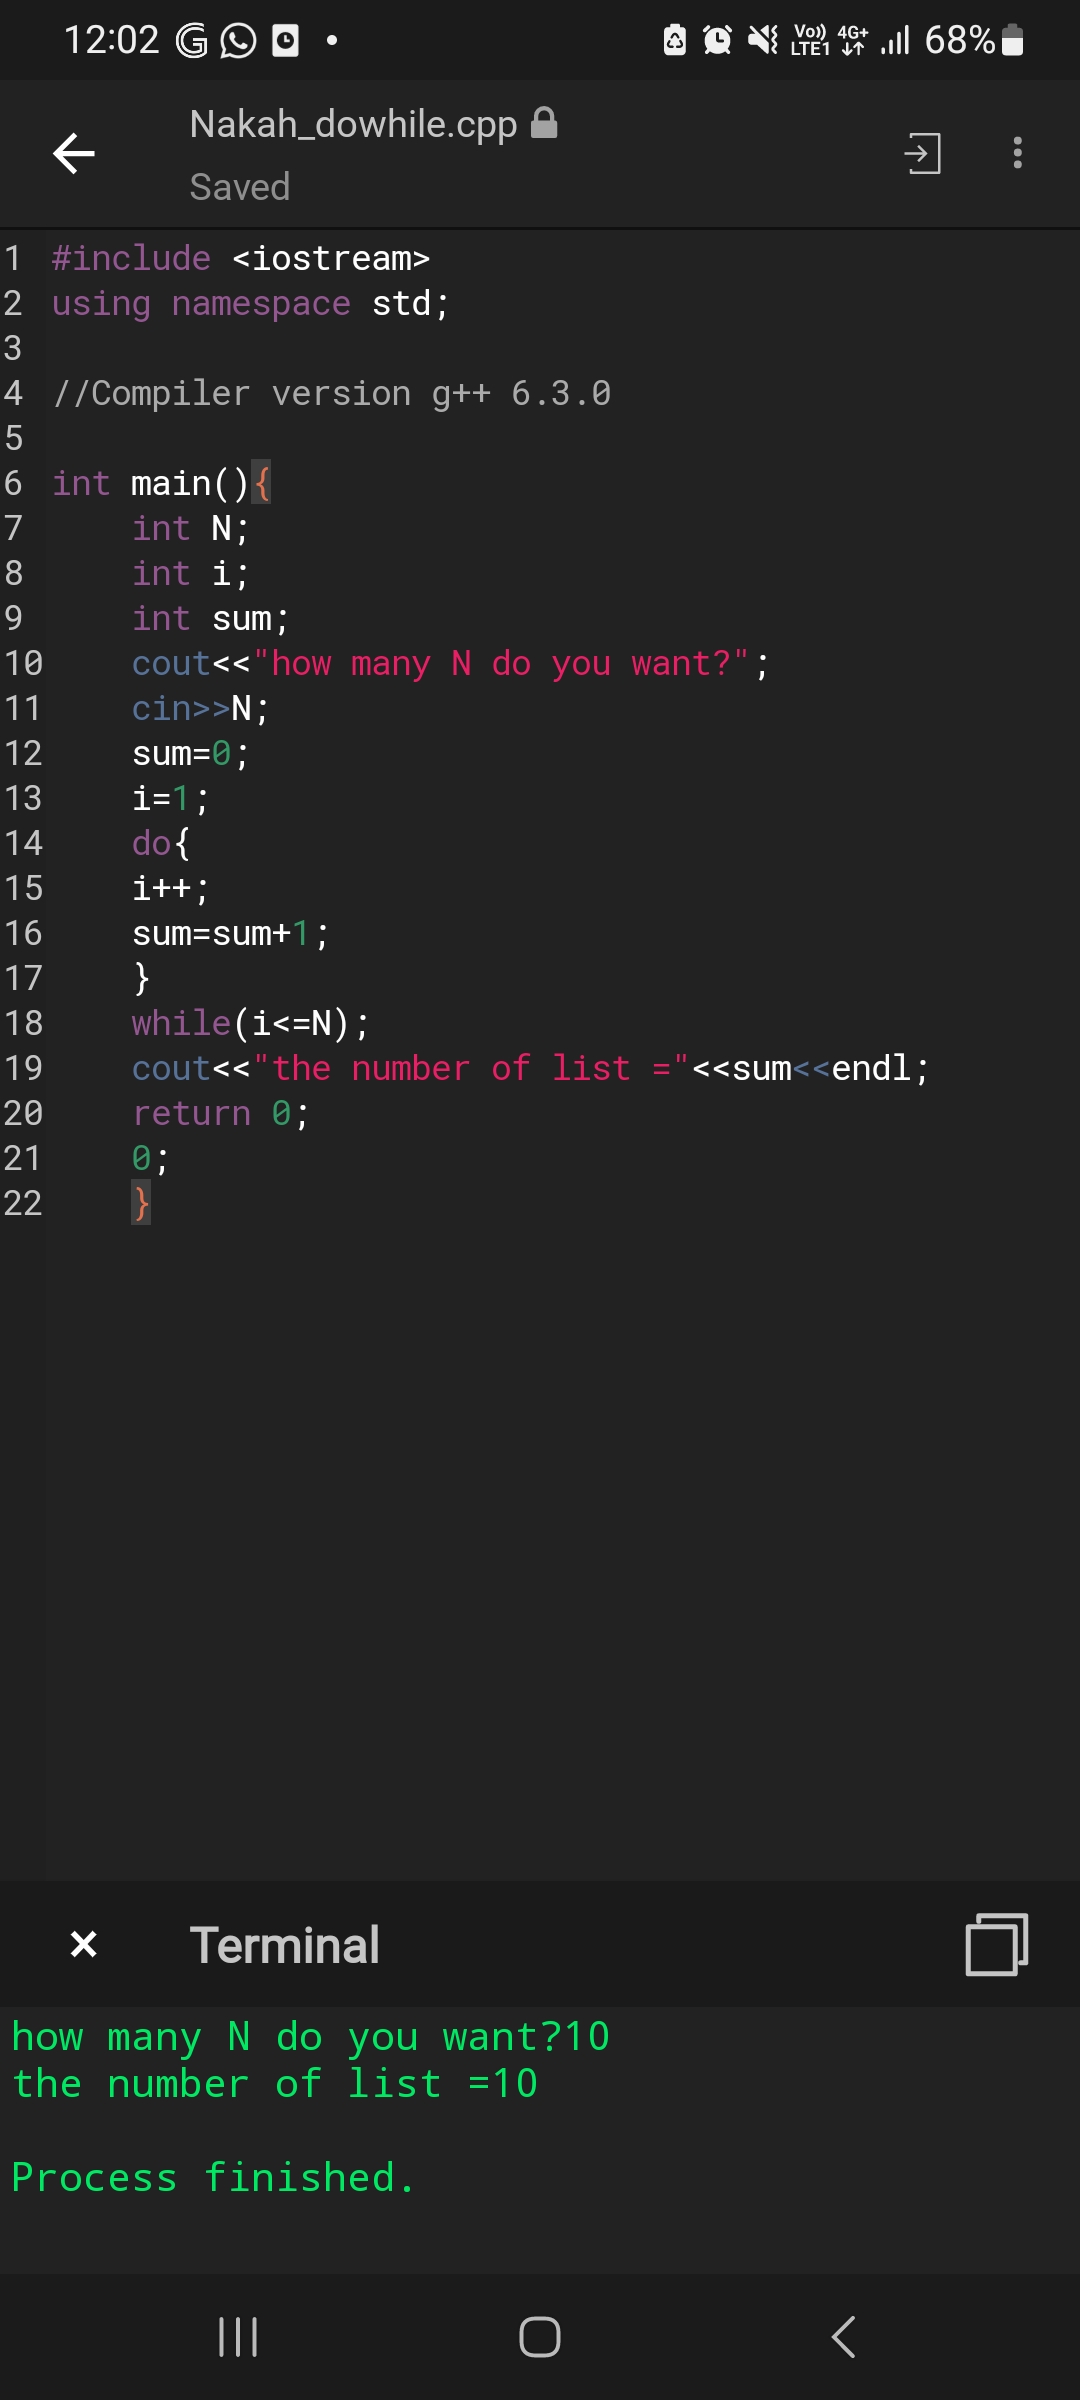 12:02 Vo)) LTE1 4G+ 68%
Nakah_dowhile.cpp
Saved
1 #include <iostream>
2 using namespace std;
3
4 //Compiler version g++ 6.3.0
5
6 int main(){
7     int N;
8     int i;
9     int sum;
10     cout<<"how many N do you want?";
11     cin>>N;
12     sum=0;
13     i=1;
14     do{
15     i++;
16     sum=sum+1;
17     }
18     while(i<=N);
19     cout<<"the number of list ="<<sum<<endl;
20     return 0;
21     0;
22     }
Terminal
how many N do you want?10
the number of list =10
Process finished.